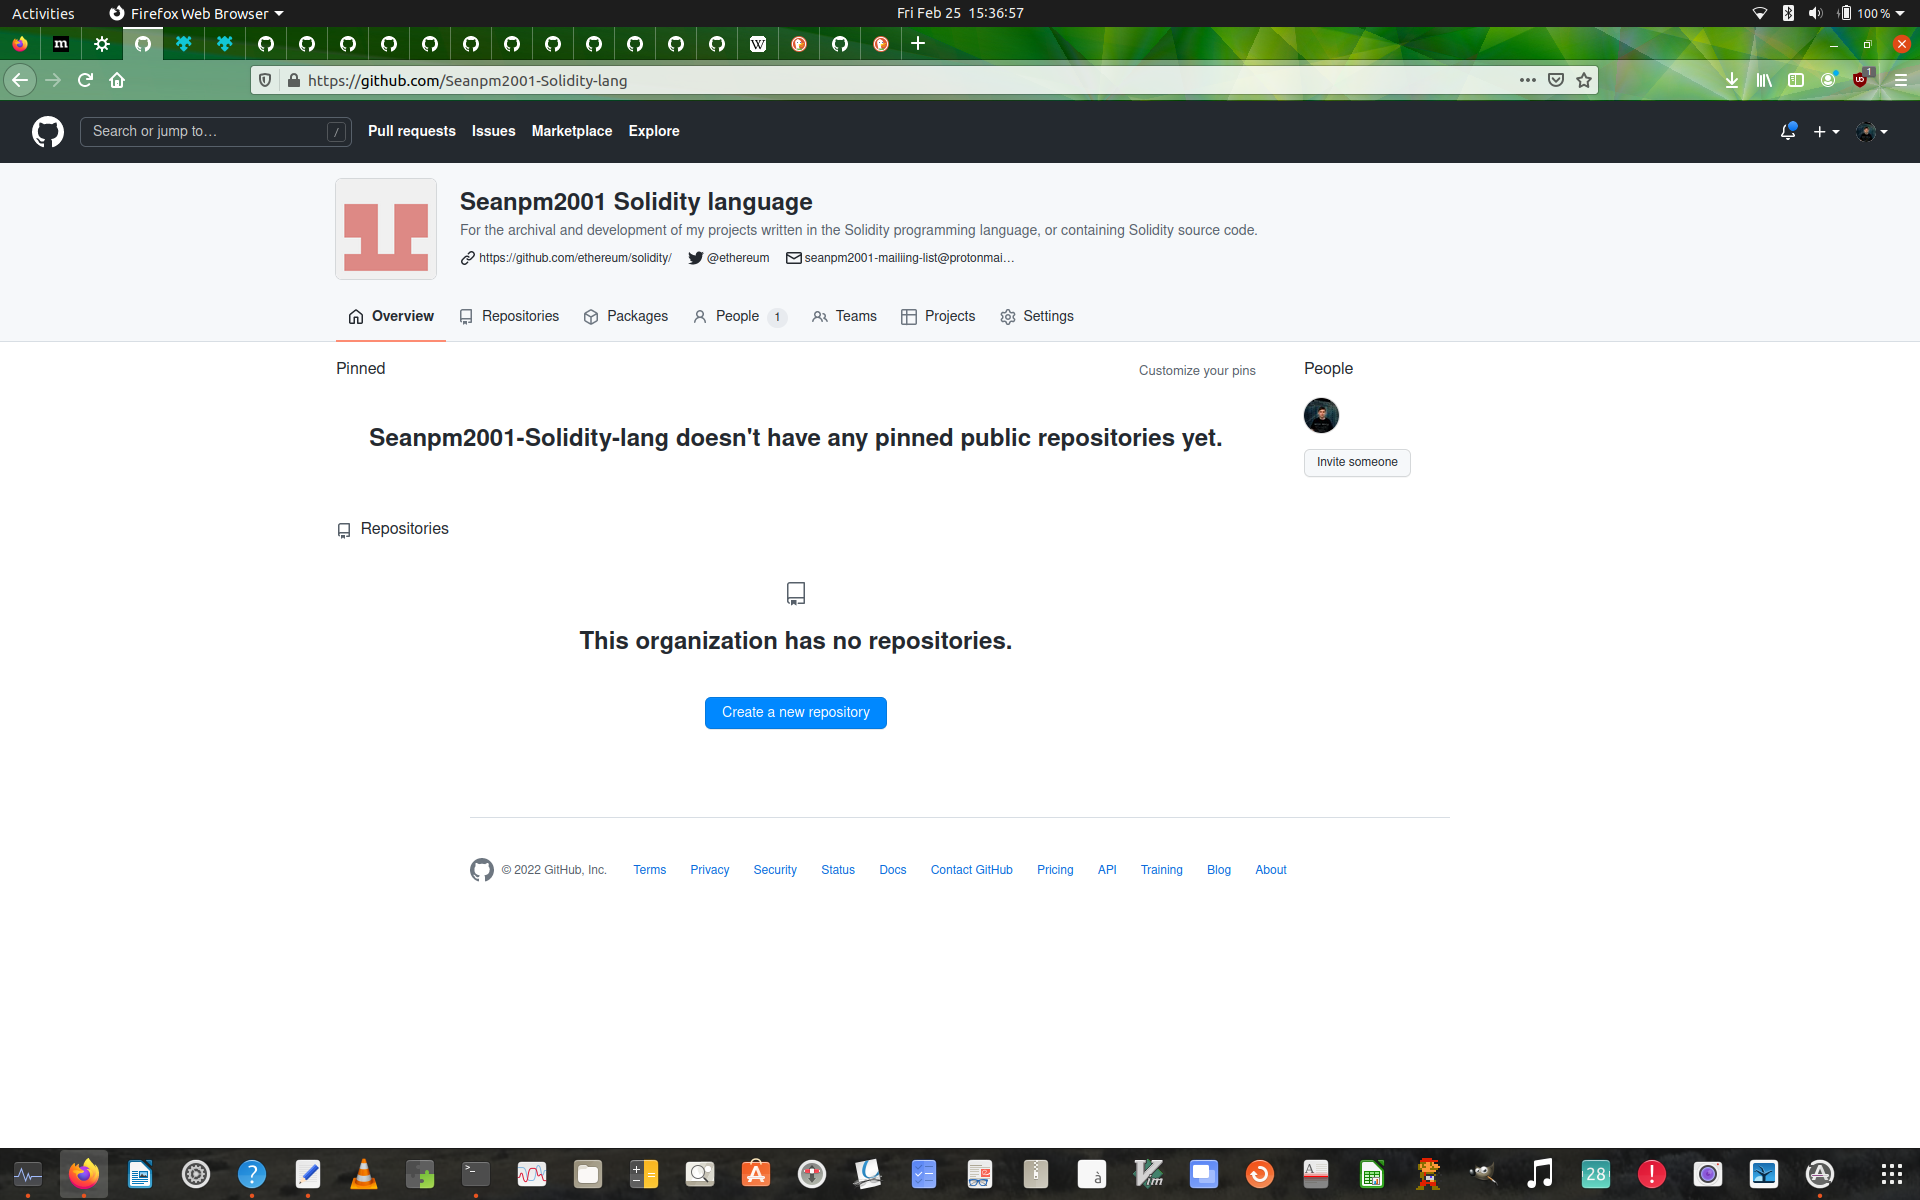 Activities Firefox Web Browser Fri Feb 25 15:36:57 100 %
m W
https://github.com/Seanpm2001-Solidity-lang 1
Search or jump to... / Pull requests Issues Marketplace Explore
Seanpm2001 Solidity language
For the archival and development of my projects written in the Solidity programming language, or containing Solidity source code.
https://github.com/ethereum/solidity/ @ethereum seanpm2001-mailiing-list@protonmai...
Overview Repositories Packages People 1 Teams Projects Settings
Pinned Customize your pins People
Seanpm2001-Solidity-lang doesn't have any pinned public repositories yet.
Invite someone
Repositories
This organization has no repositories.
Create a new repository
© 2022 GitHub, Inc. Terms Privacy Security Status Docs Contact GitHub Pricing API Training Blog About
? à Vim A 28 !